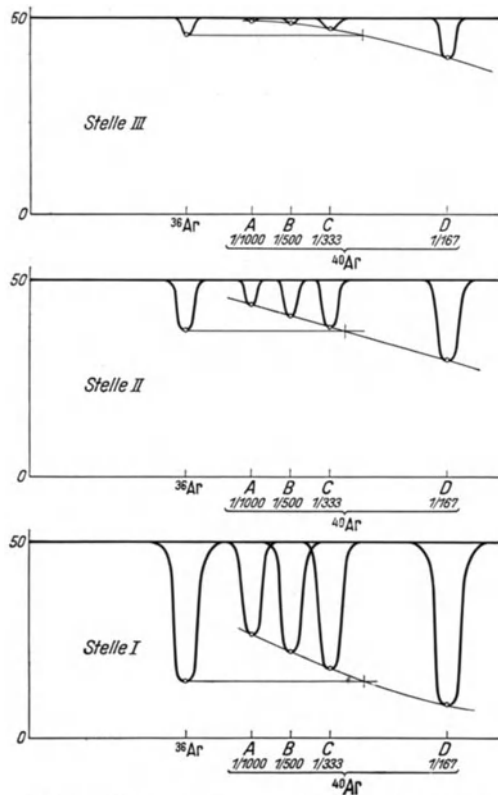 50
Stelle III
0
³⁶Ar A B C D
1/1000 1/500 1/333 1/167
⁴⁰Ar
50
Stelle II
0
³⁶Ar A B C D
1/1000 1/500 1/333 1/167
⁴⁰Ar
50
Stelle I
0
³⁶Ar A B C D
1/1000 1/500 1/333 1/167
⁴⁰Ar